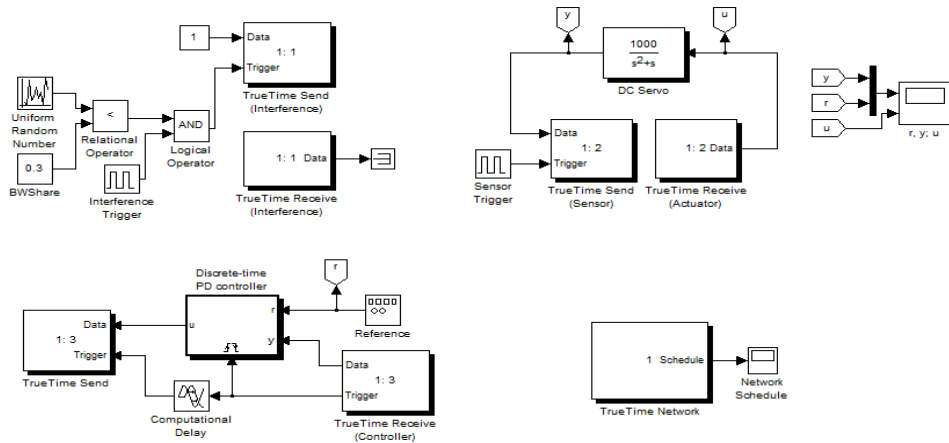 1
Data
1: 1
Trigger
TrueTime Send
(Interference)
Uniform
Random
Number
<
Relational
Operator
AND
Logical
Operator
0.3
BWShare
Interference
Trigger
1: 1 Data
TrueTime Receive
(Interference)
y
u
1000
s²+s
DC Servo
Data
1: 2
Trigger
Sensor
Trigger
TrueTime Send
(Sensor)
1: 2 Data
TrueTime Receive
(Actuator)
y
r
u
r, y; u
Discrete-time
PD controller
r
Data
1: 3
Trigger
TrueTime Send
u
r
y
Reference
Computational
Delay
Data
1: 3
Trigger
TrueTime Receive
(Controller)
1 Schedule
TrueTime Network
Network
Schedule